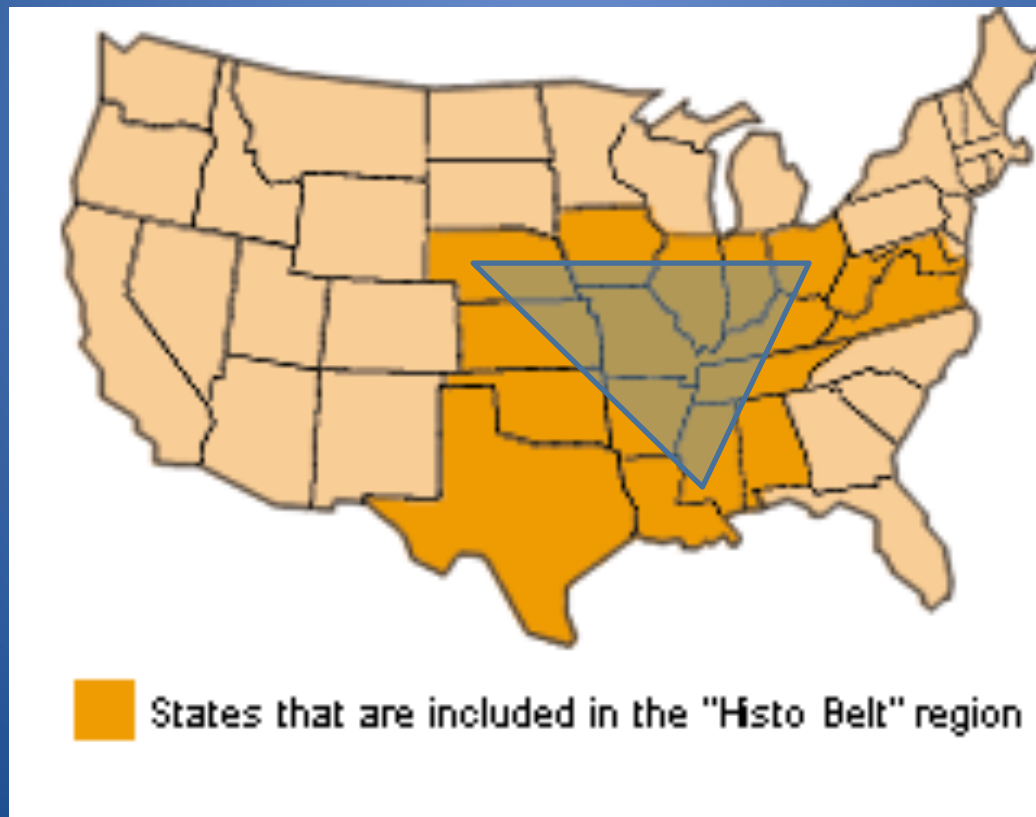 States that are included in the "Histo Belt" region